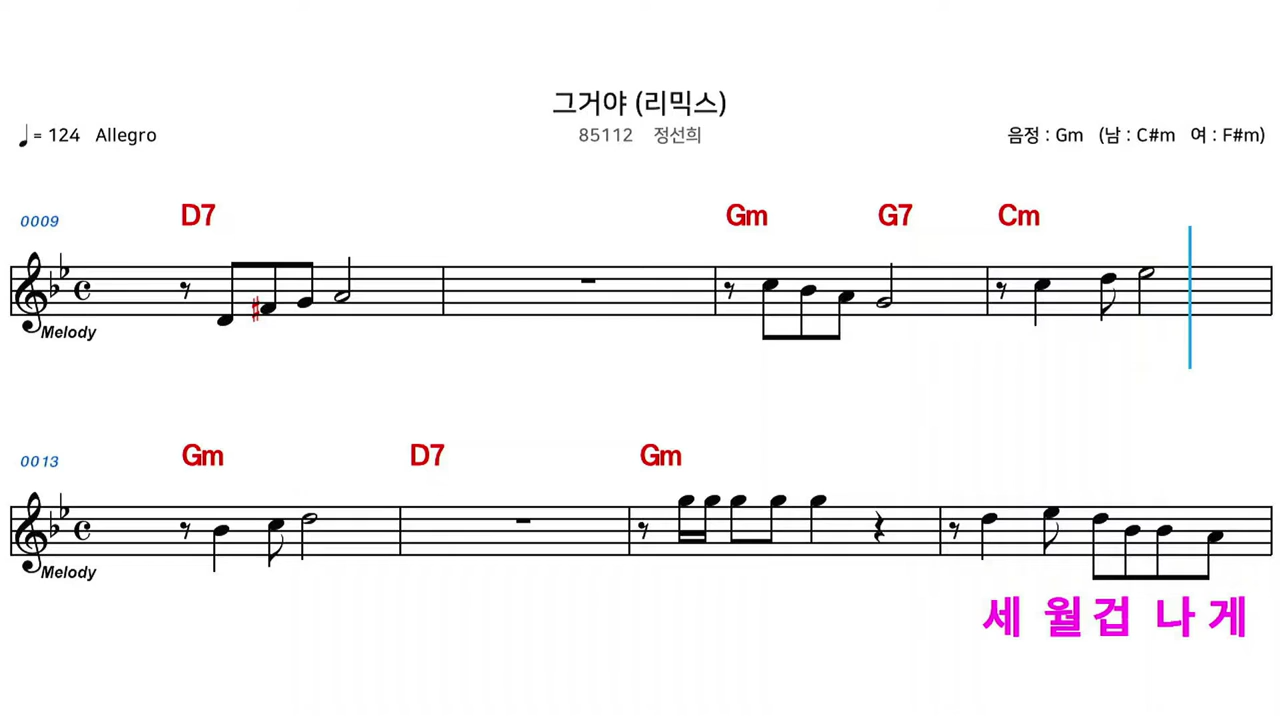 그거야 (리믹스)
= 124 Allegro
85112 정선희
음정 : Gm (남 : C#m 여 : F#m)
0009 D7 Gm G7 Cm
Melody
0013 Gm D7 Gm
Melody
세 월겁 나게